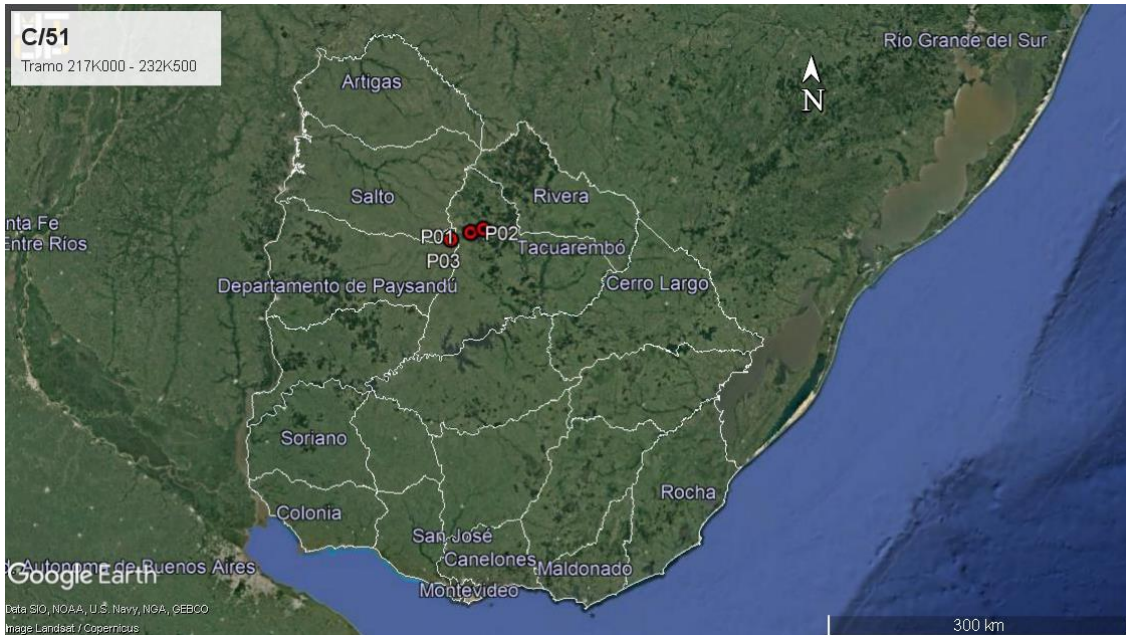 C/51
Tramo 217K000 - 232K500
Río Grande del Sur
N
Artigas
Salto
Rivera
nta Fe
Entre Ríos
P01
P02
Tacuarembó
P03
Departamento de Paysandú
Cerro Largo
Soriano
Rocha
Colonia
San José
Canelones
Maldonado
Autonoma de Buenos Aires
Montevideo
Google Earth
Data SIO, NOAA, U.S. Navy, NGA, GEBCO
Image Landsat / Copernicus
300 km